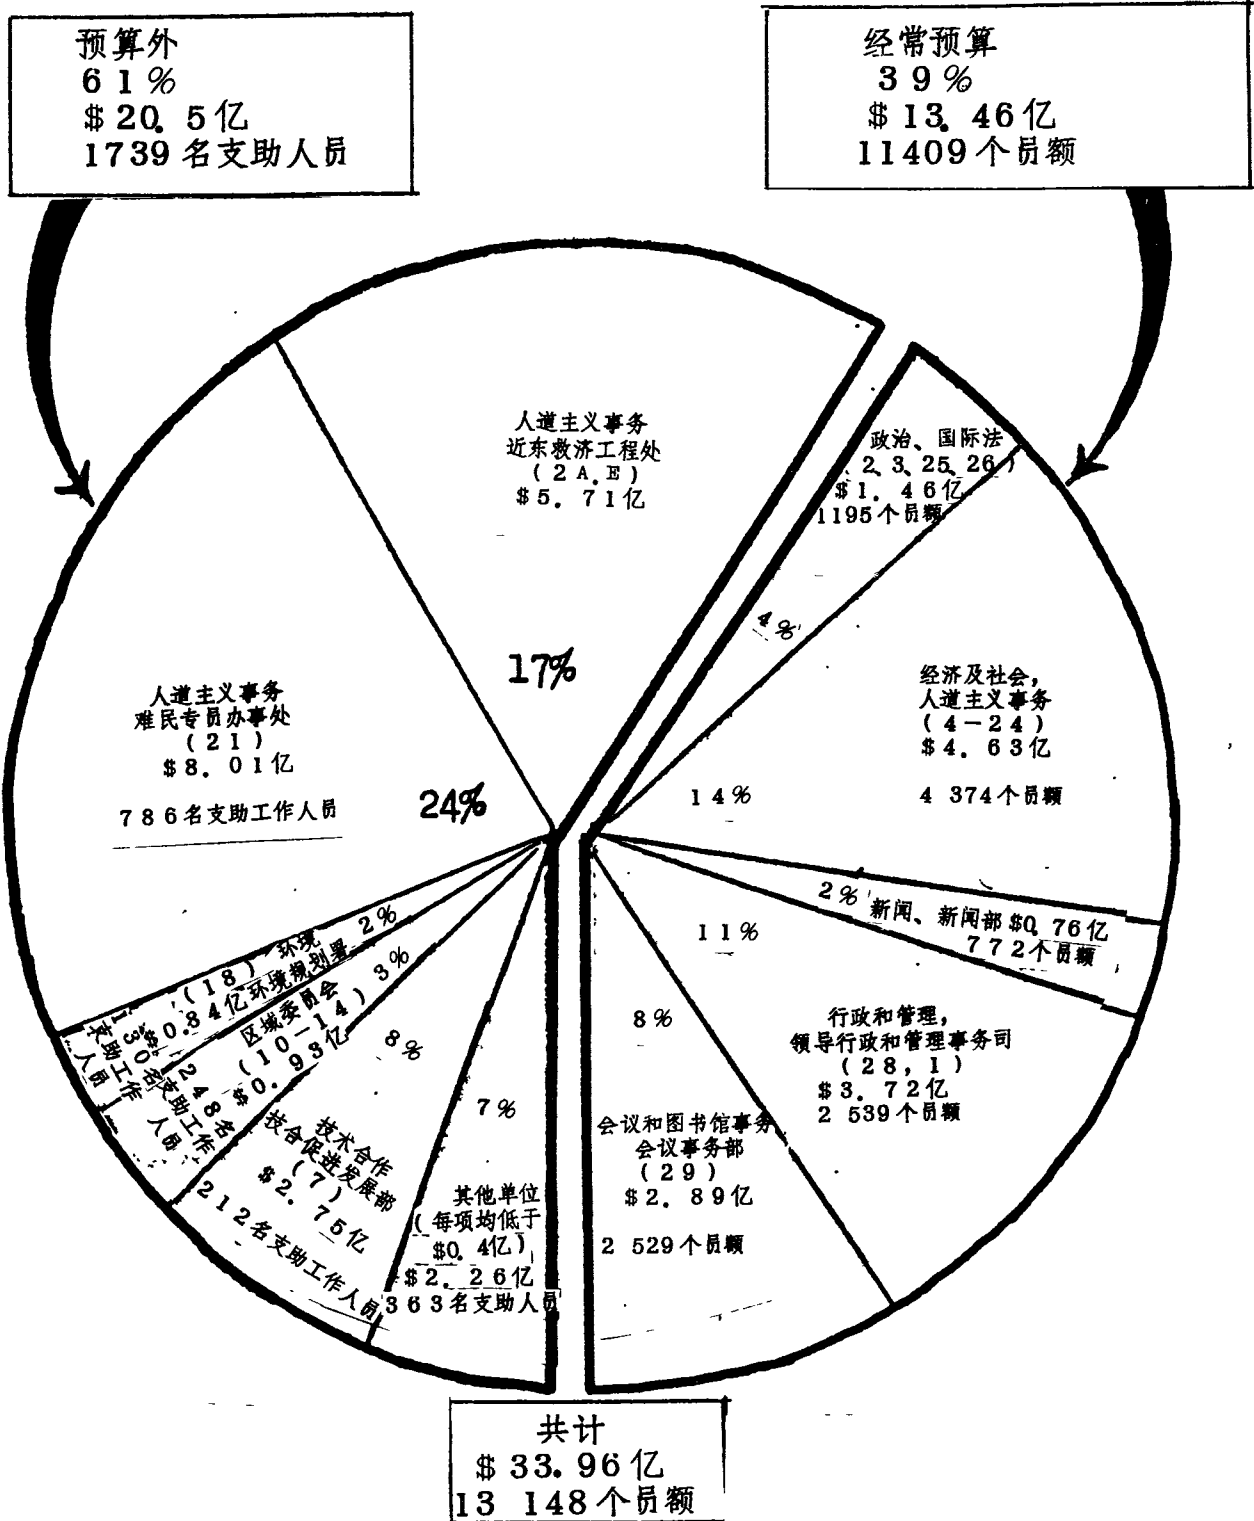 预算外
61%
$20.5亿
1739名支助人员
经常预算
39%
$13.46亿
11409个员额
人道主义事务
近东救济工程处
(2A.E)
$5.71亿
17%
政治、国际法
(2、3、25、26)
$1.46亿
1195个员额
4%
经济及社会,
人道主义事务
(4-24)
$4.63亿
4 374个员额
14%
人道主义事务
难民专员办事处
(21)
$8.01亿
786名支助工作人员
24%
2%
新闻、新闻部 $0.76亿
772个员额
11%
行政和管理,
领导行政和管理事务司
(28,1)
$3.72亿
2 539个员额
8%
会议和图书馆事务
会议事务部
(29)
$2.89亿
2 529个员额
2%
(18) 环境
$0.84亿 环境规划署
130名
支助工作
人员
3%
区域委员会
(10-14)
$0.93亿
248名
支助工作
人员
8%
技术合作
技合促进发展部
(7)
$2.75亿
212名支助工作人员
7%
其他单位
(每项均低于
$0.4亿)
$2.26亿
363名支助人员
共计
$33.96亿
13 148个员额